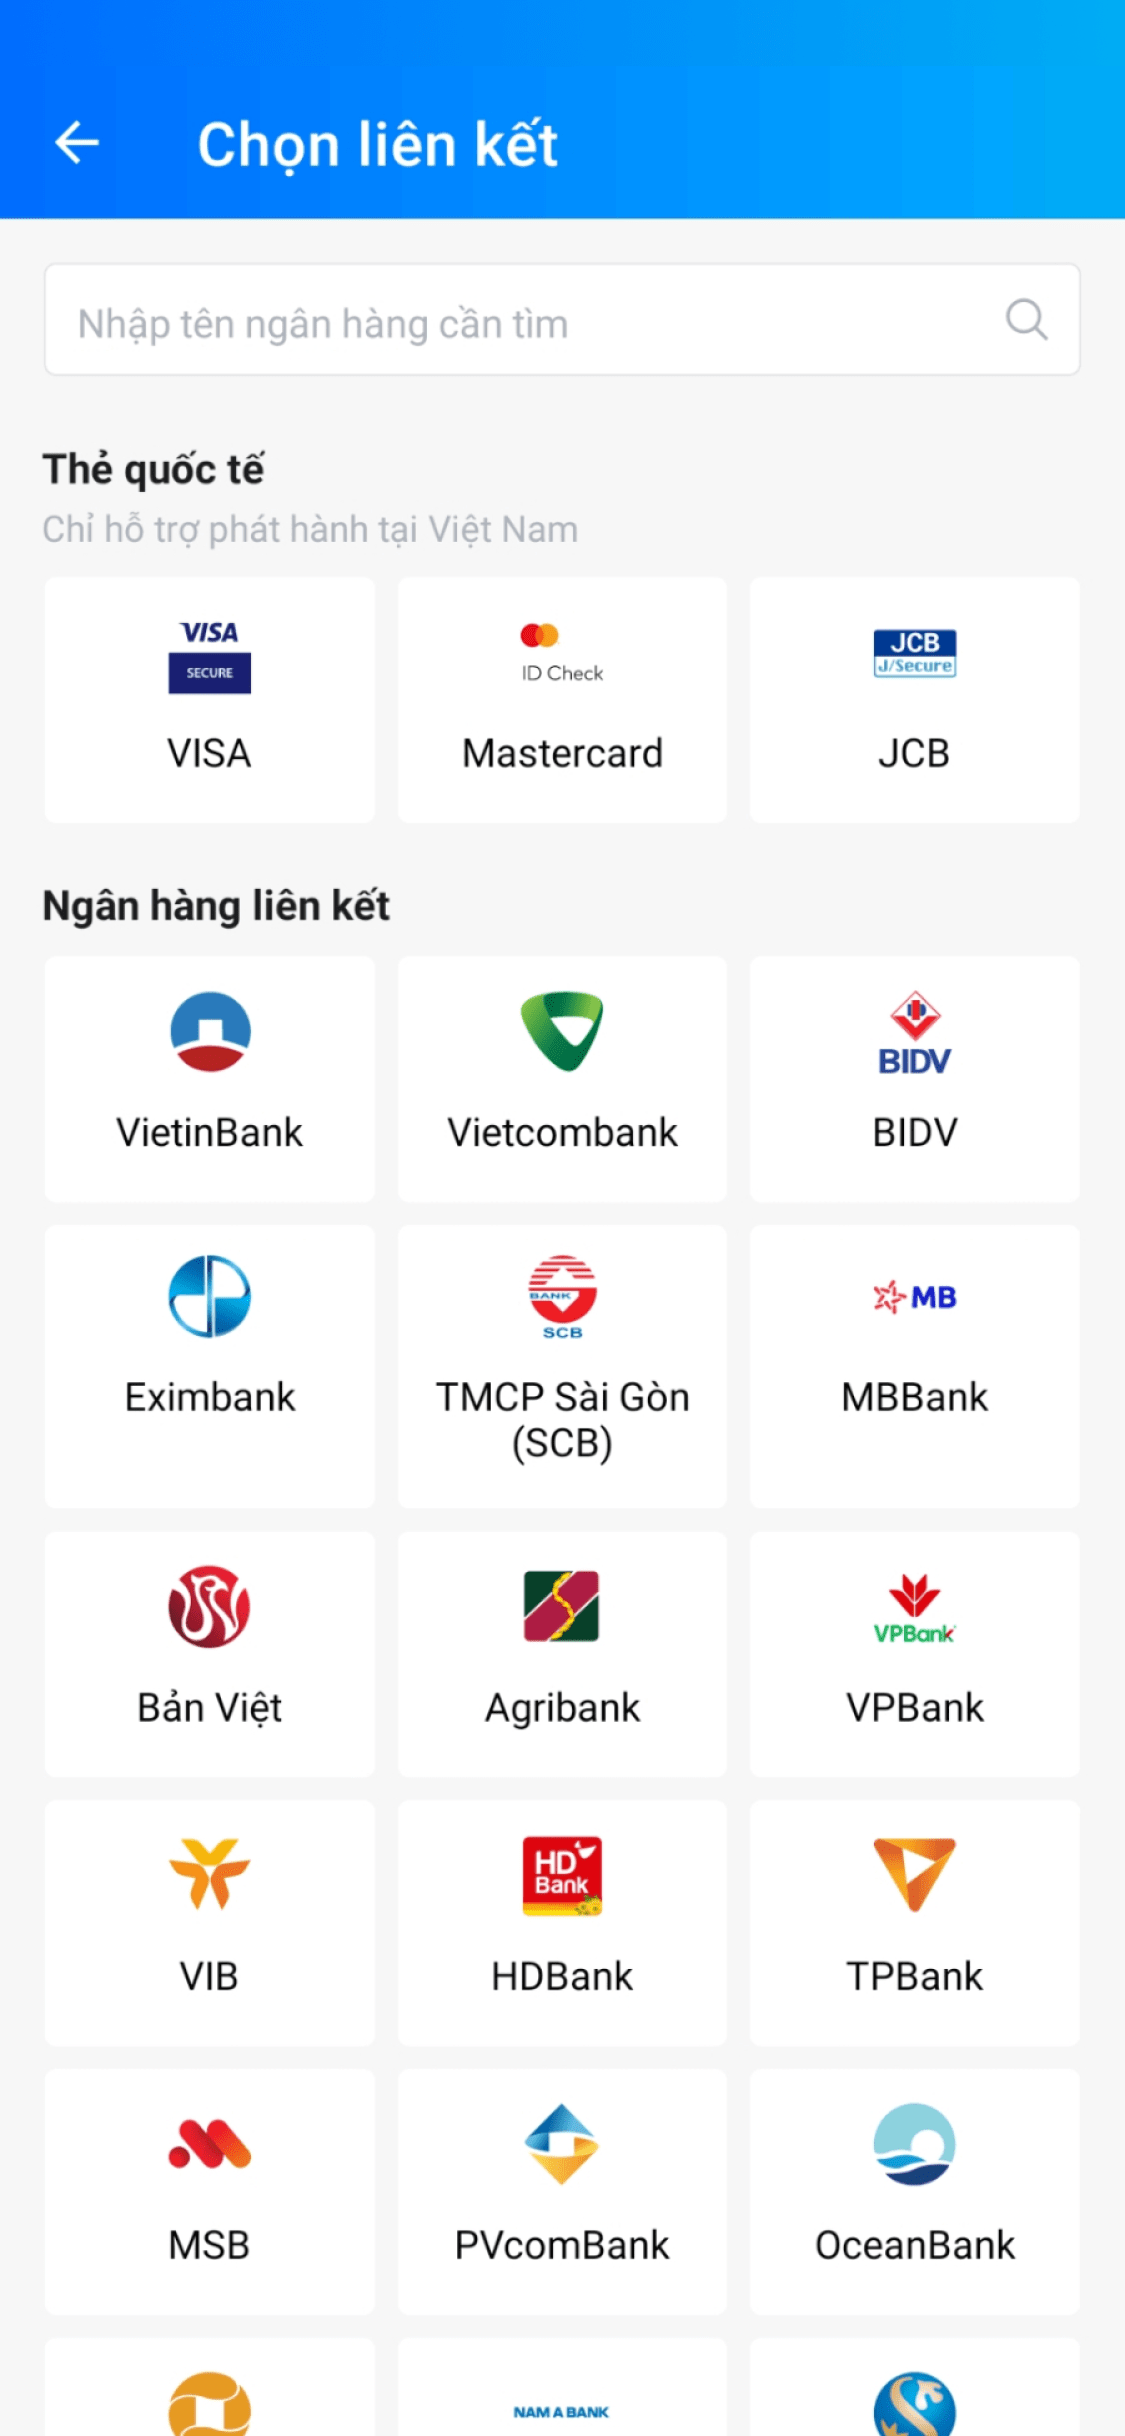 Chọn liên kết
Nhập tên ngân hàng cần tìm
Thẻ quốc tế
Chỉ hỗ trợ phát hành tại Việt Nam
VISA
SECURE
ID Check
JCB
J/Secure
VISA
Mastercard
JCB
Ngân hàng liên kết
BIDV
VietinBank
Vietcombank
BIDV
BANK
SCB
MB
Eximbank
TMCP Sài Gòn
(SCB)
MBBank
VPBank
Bản Việt
Agribank
VPBank
HD
Bank
VIB
HDBank
TPBank
MSB
PVcomBank
OceanBank
NAM A BANK